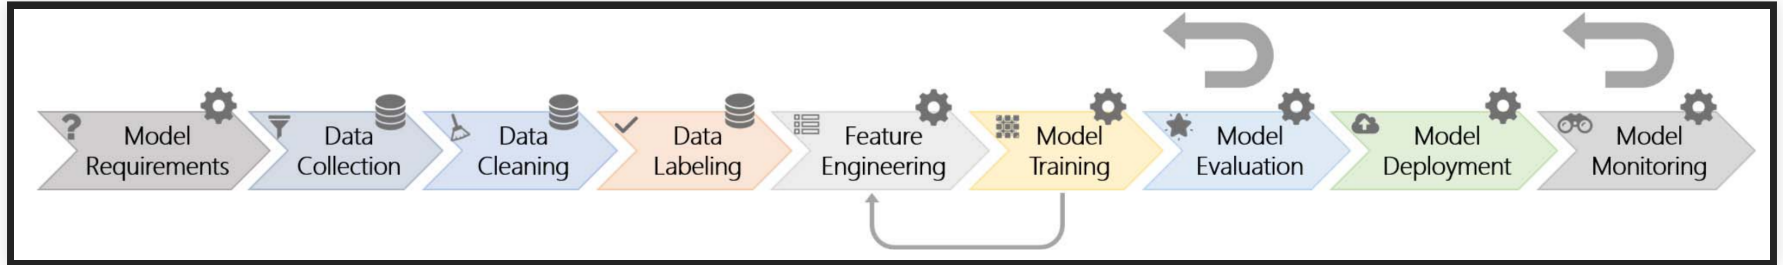 Model
Requirements
Data
Collection
Data
Cleaning
Data
Labeling
Feature
Engineering
Model
Training
Model
Evaluation
Model
Deployment
Model
Monitoring